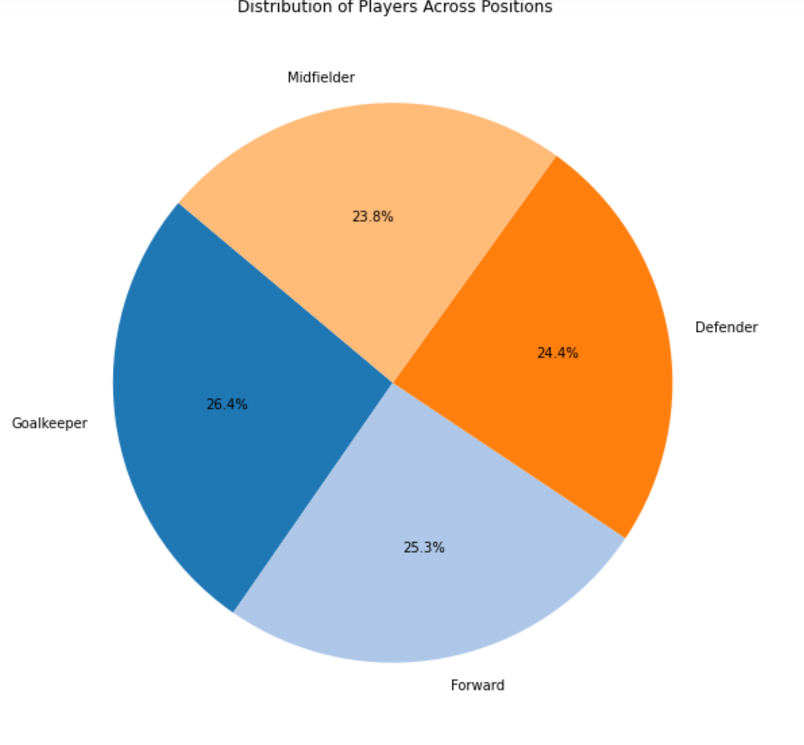 Distribution of Players Across Positions
Midfielder
23.8%
Defender
24.4%
26.4%
Goalkeeper
25.3%
Forward